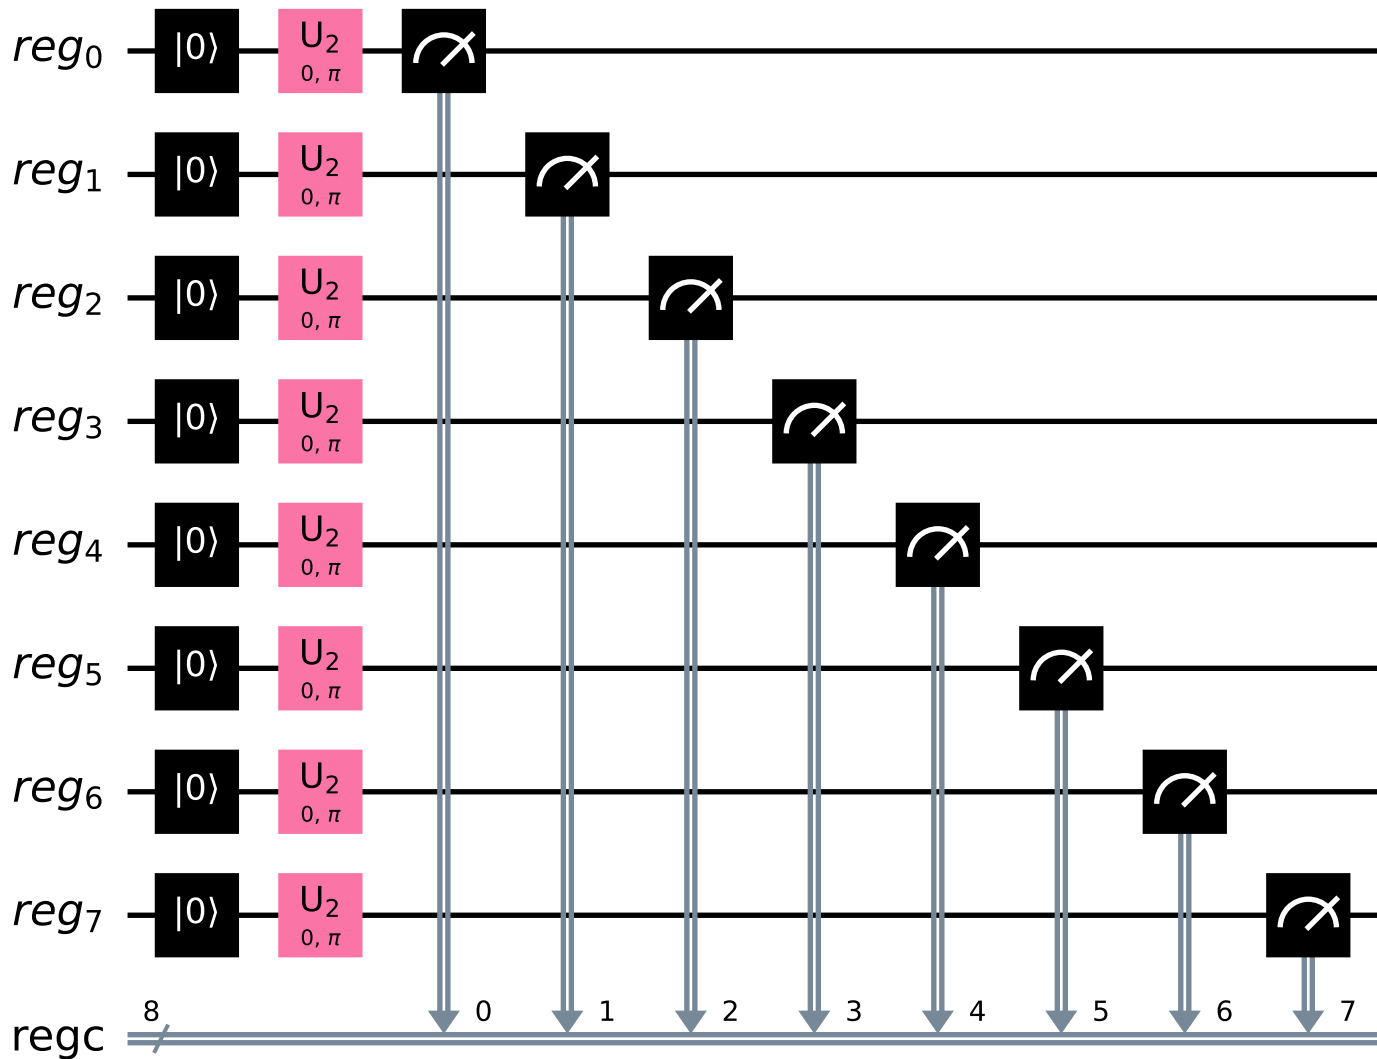 reg0 |0⟩ U2 0, π
reg1 |0⟩ U2 0, π
reg2 |0⟩ U2 0, π
reg3 |0⟩ U2 0, π
reg4 |0⟩ U2 0, π
reg5 |0⟩ U2 0, π
reg6 |0⟩ U2 0, π
reg7 |0⟩ U2 0, π
regc 8 0 1 2 3 4 5 6 7